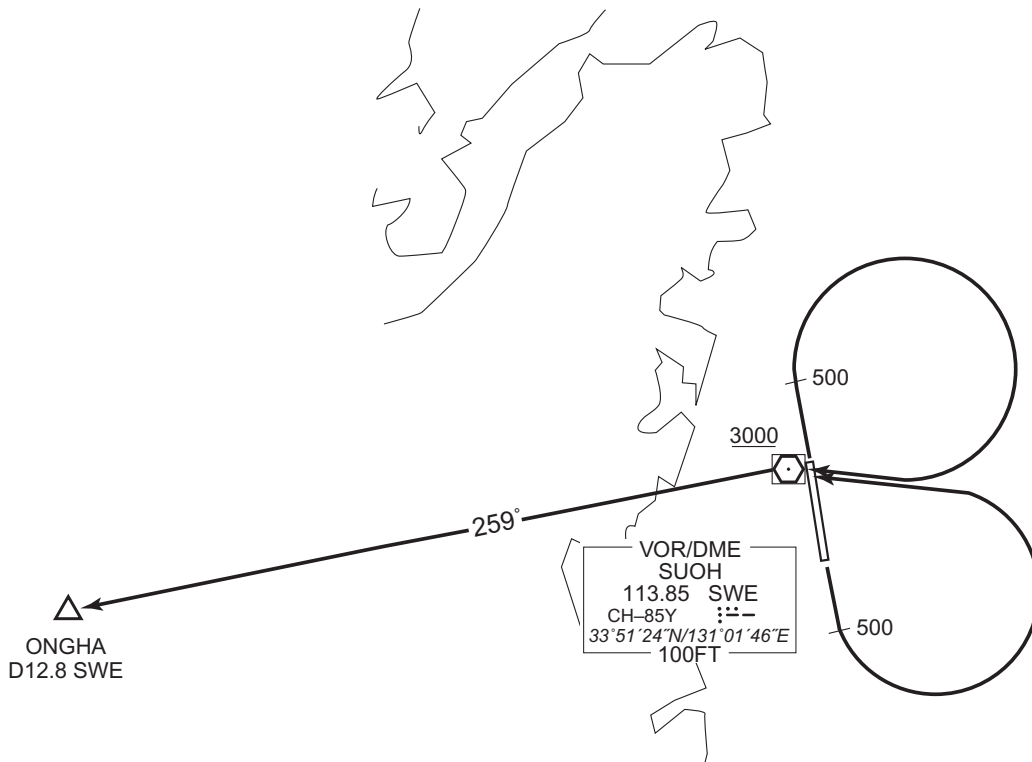 500
3000
259°
VOR/DME
SUOH
113.85 SWE
CH–85Y
33°51´24˝N/131°01´46˝E
100FT
500
ONGHA
D12.8 SWE